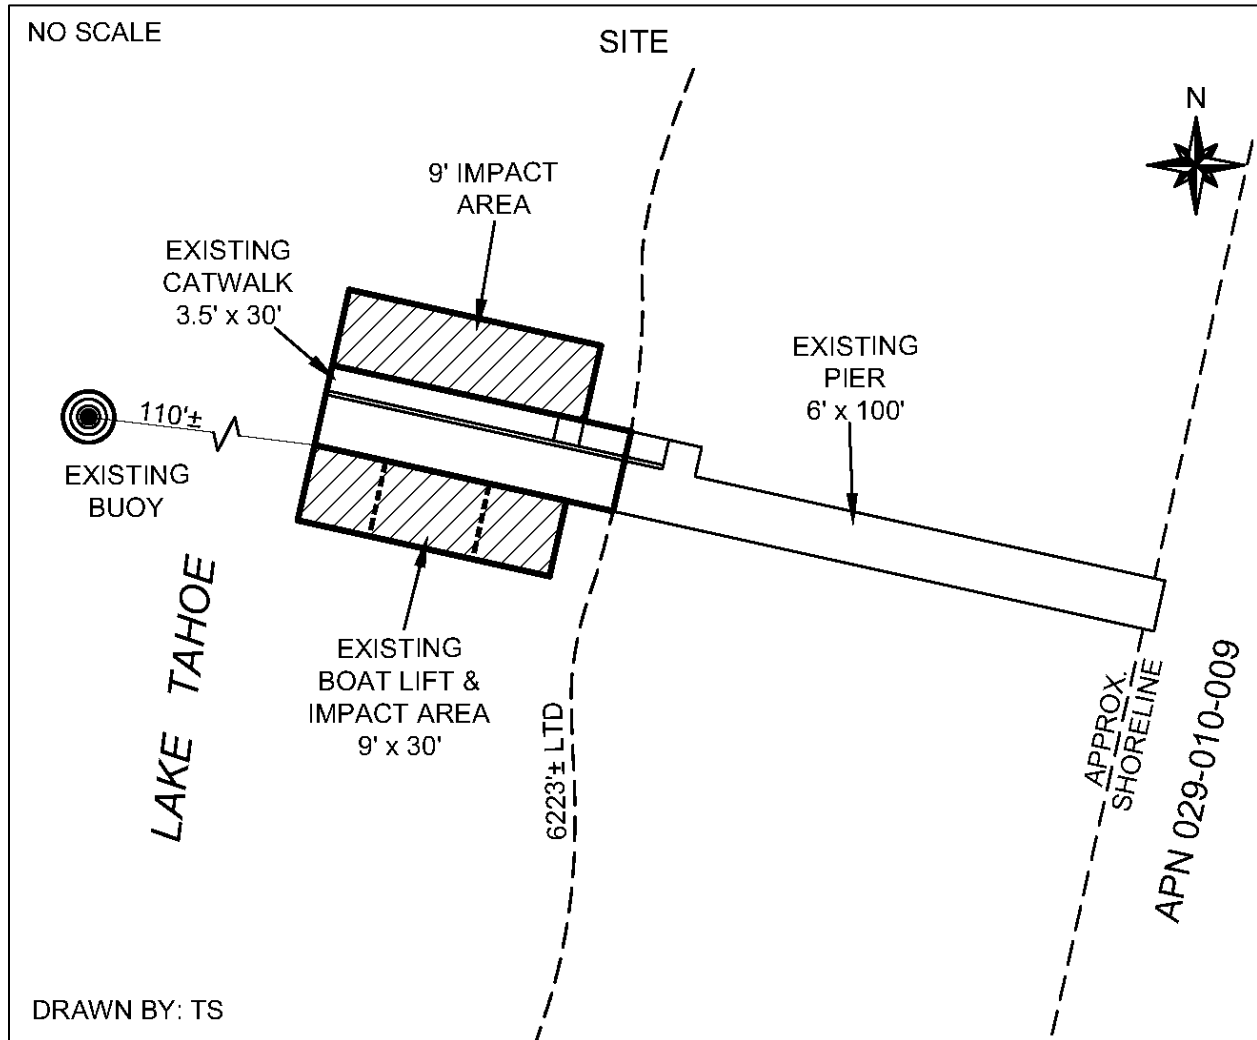 NO SCALE
SITE
N
9' IMPACT
AREA
EXISTING
CATWALK
3.5' x 30'
EXISTING
PIER
6' x 100'
110'±
EXISTING
BUOY
LAKE TAHOE
EXISTING
BOAT LIFT &
IMPACT AREA
9' x 30'
6223'± LTD
APPROX.
SHORELINE
APN 029-010-009
DRAWN BY: TS